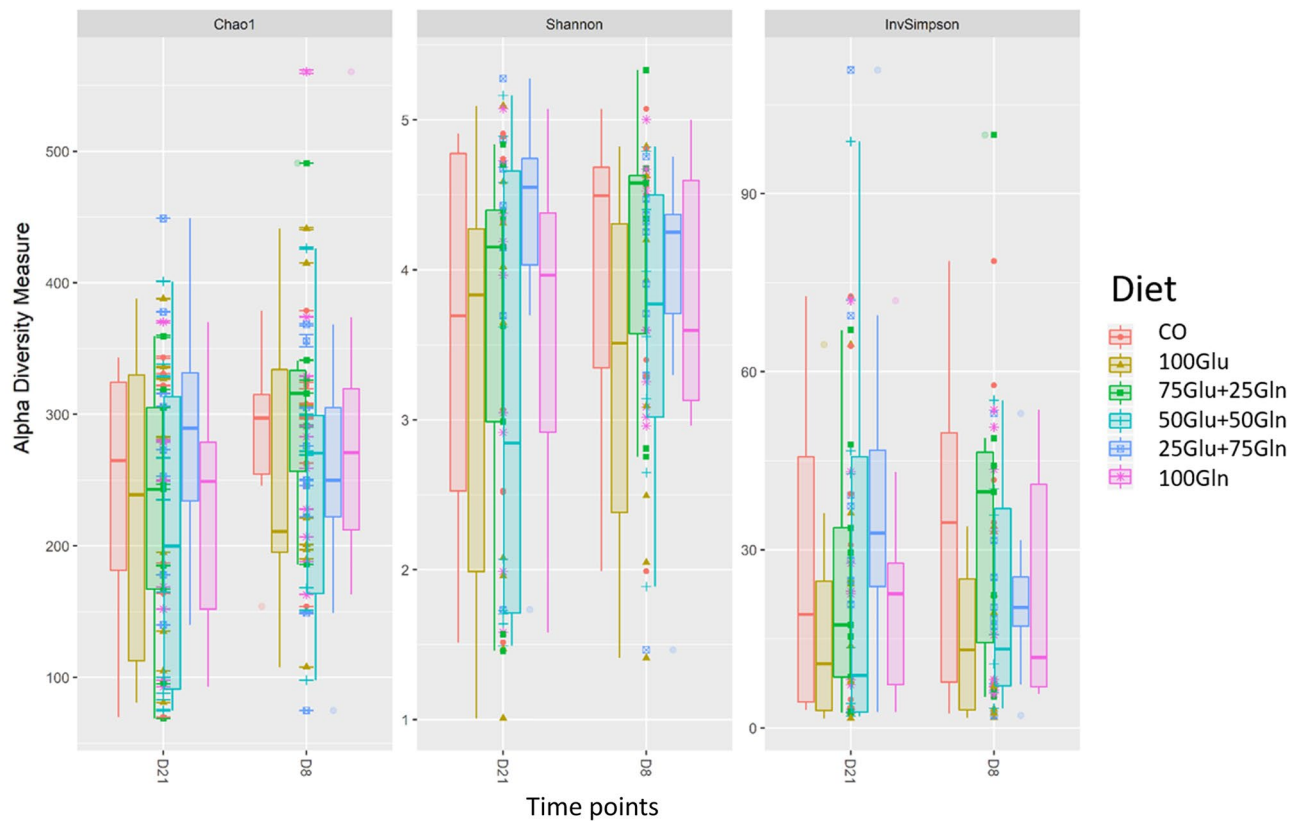 Chao1
Shannon
InvSimpson
Alpha Diversity Measure
500
400
300
200
100
5
4
3
2
1
90
60
30
0
D21
D8
D21
D8
D21
D8
Time points
Diet
CO
100Glu
75Glu+25Gln
50Glu+50Gln
25Glu+75Gln
100Gln